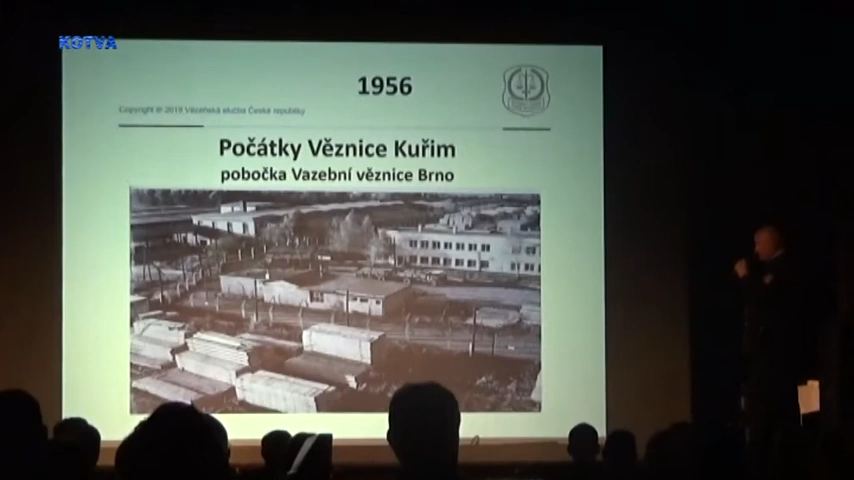 KOTVA
1956
Copyright © 2018 Vězeňská služba České republiky
Počátky Věznice Kuřim
pobočka Vazební věznice Brno